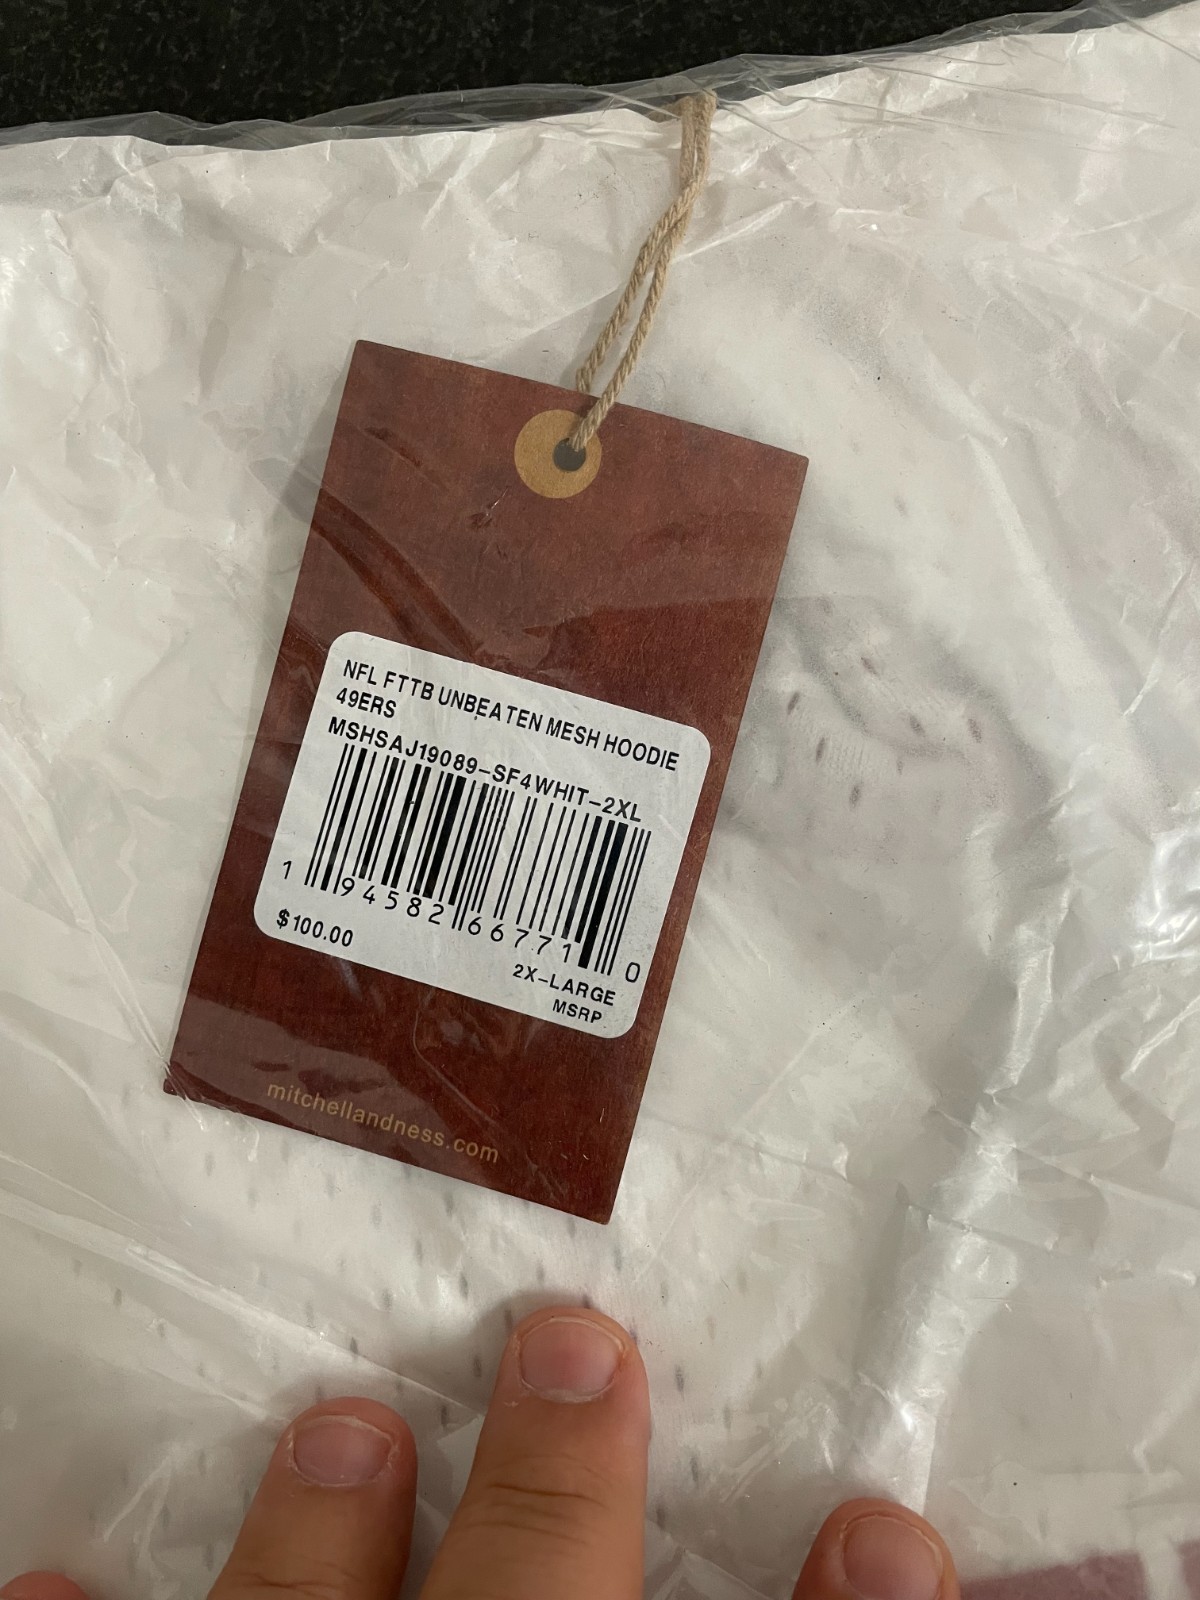 NFL FTTB UNBEATEN MESH HOODIE
49ERS
MSHSAJ19089-SF4WHIT-2XL
1 94582 66771 0
$100.00
2X-LARGE
MSRP
mitchellandness.com